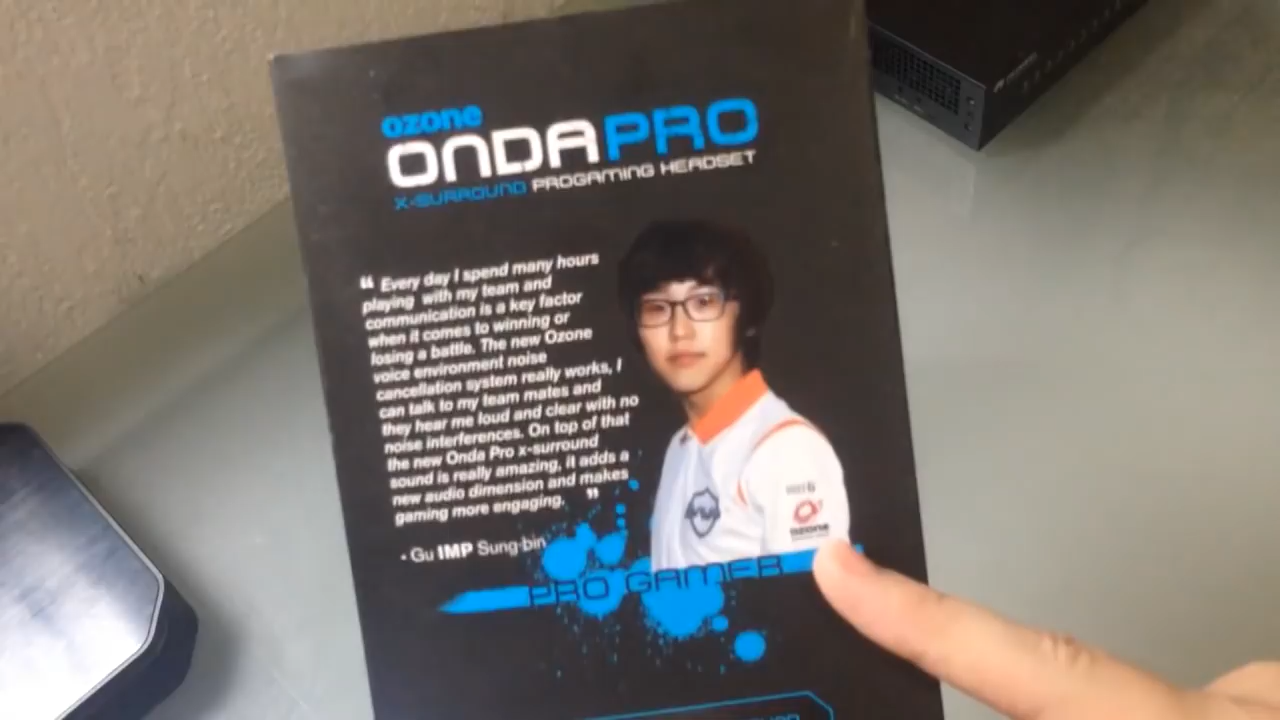 ozone
ONDAPRO
X-SURROUND PROGAMING HEADSET
“ Every day I spend many hours
playing with my team and
communication is a key factor
when it comes to winning or
losing a battle. The new Ozone
voice environment noise
cancellation system really works, I
can talk to my team mates and
they hear me loud and clear with no
noise interferences. On top of that
the new Onda Pro x-surround
sound is really amazing, it adds a
new audio dimension and makes
gaming more engaging. ”
- Gu IMP Sung-bin
ozone
PRO GAMER